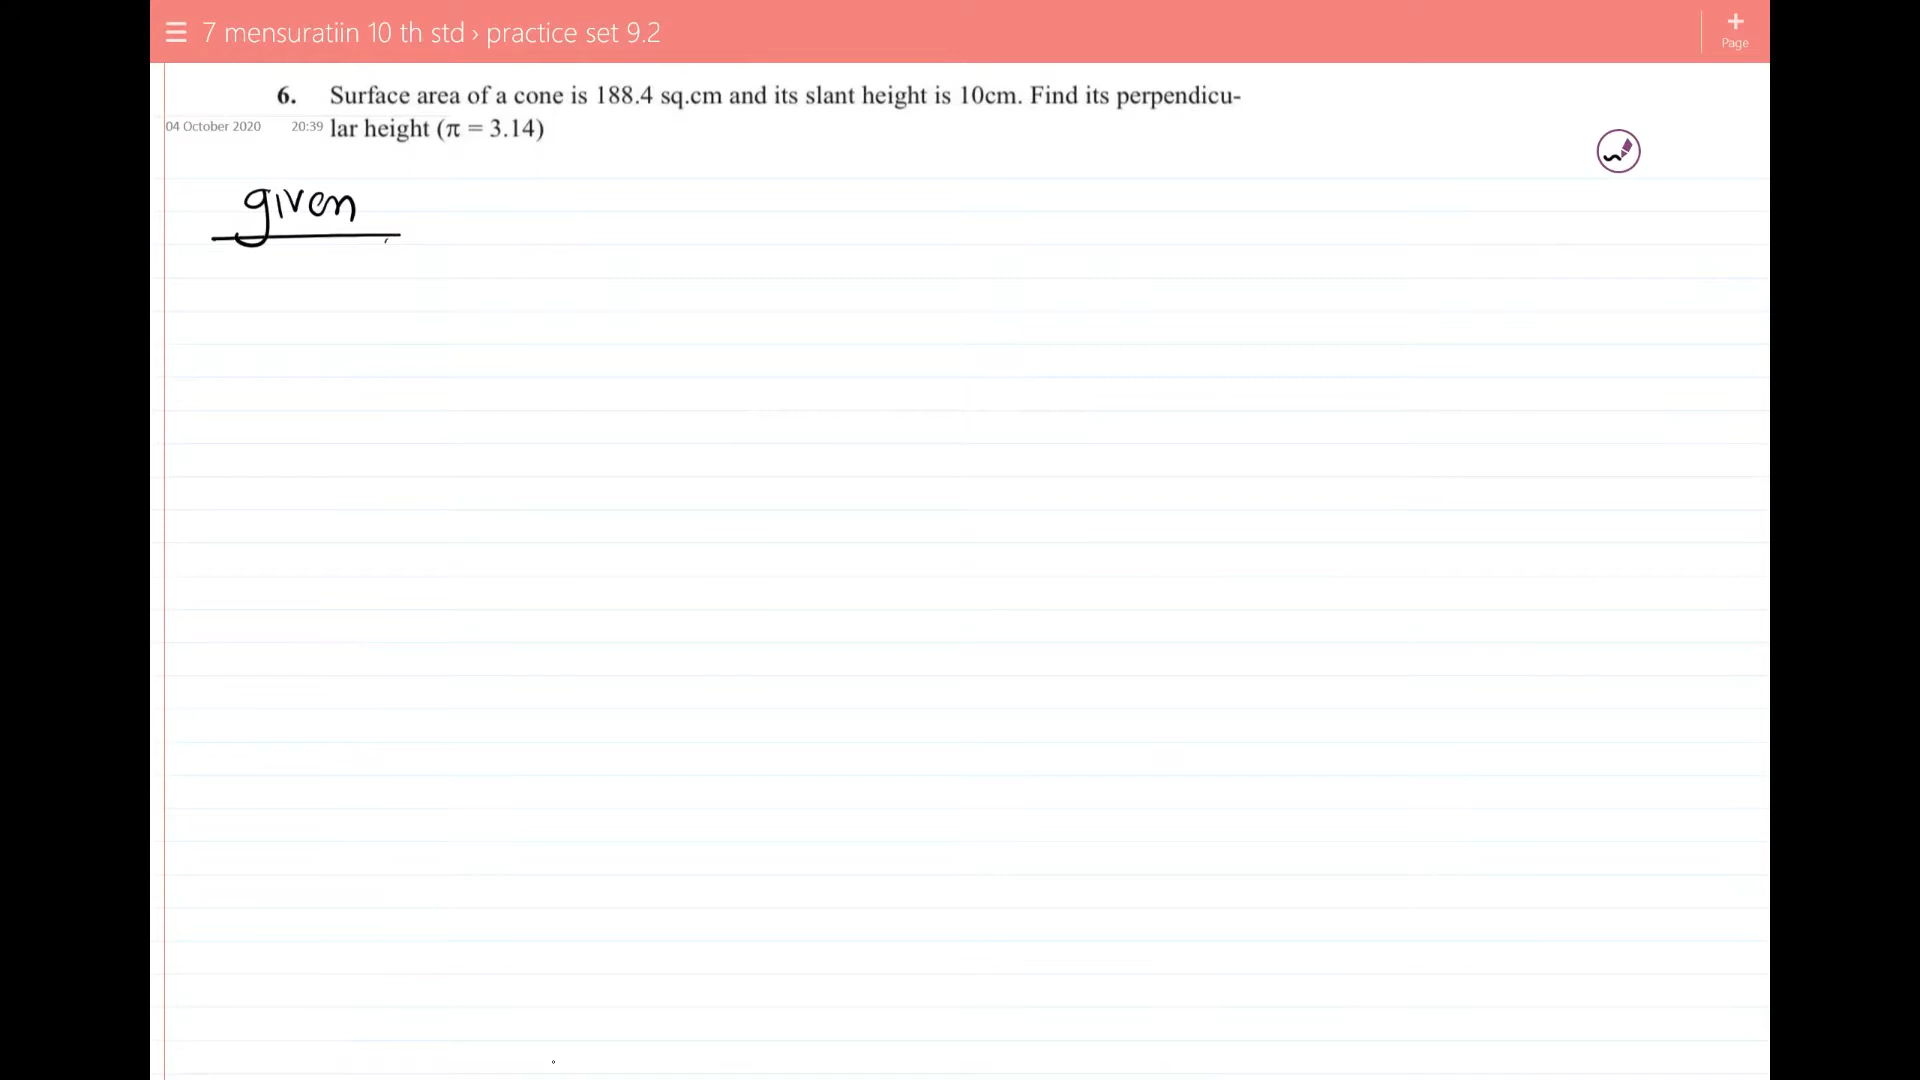 7 mensuratiin 10 th std › practice set 9.2
Page
6. Surface area of a cone is 188.4 sq.cm and its slant height is 10cm. Find its perpendicu-
04 October 2020 20:39
lar height (π = 3.14)
given